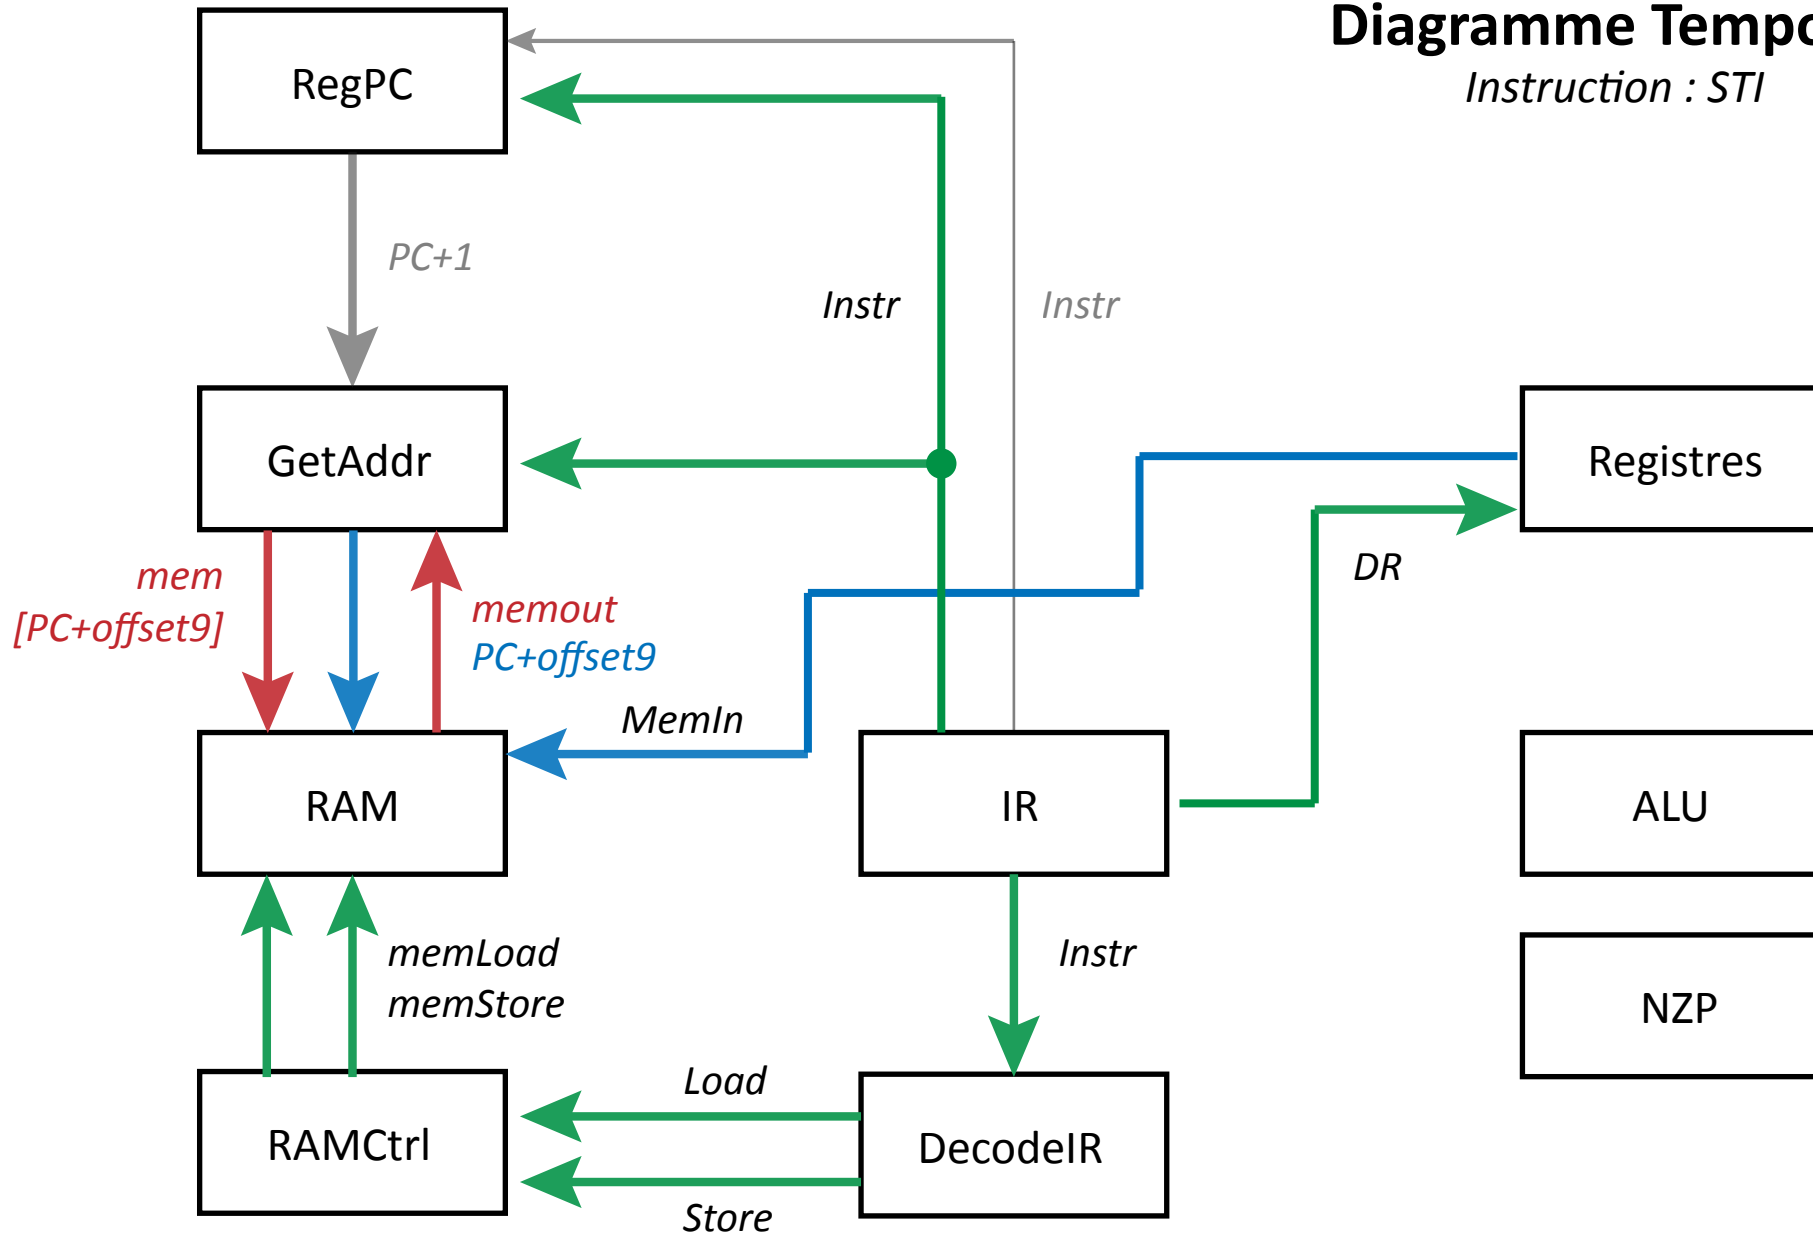 Diagramme Tempo
Instruction : STI
RegPC
PC+1
Instr
Instr
GetAddr
Registres
mem
[PC+offset9]
memout
PC+offset9
DR
MemIn
RAM
IR
ALU
memLoad
memStore
Instr
NZP
Load
RAMCtrl
DecodeIR
Store